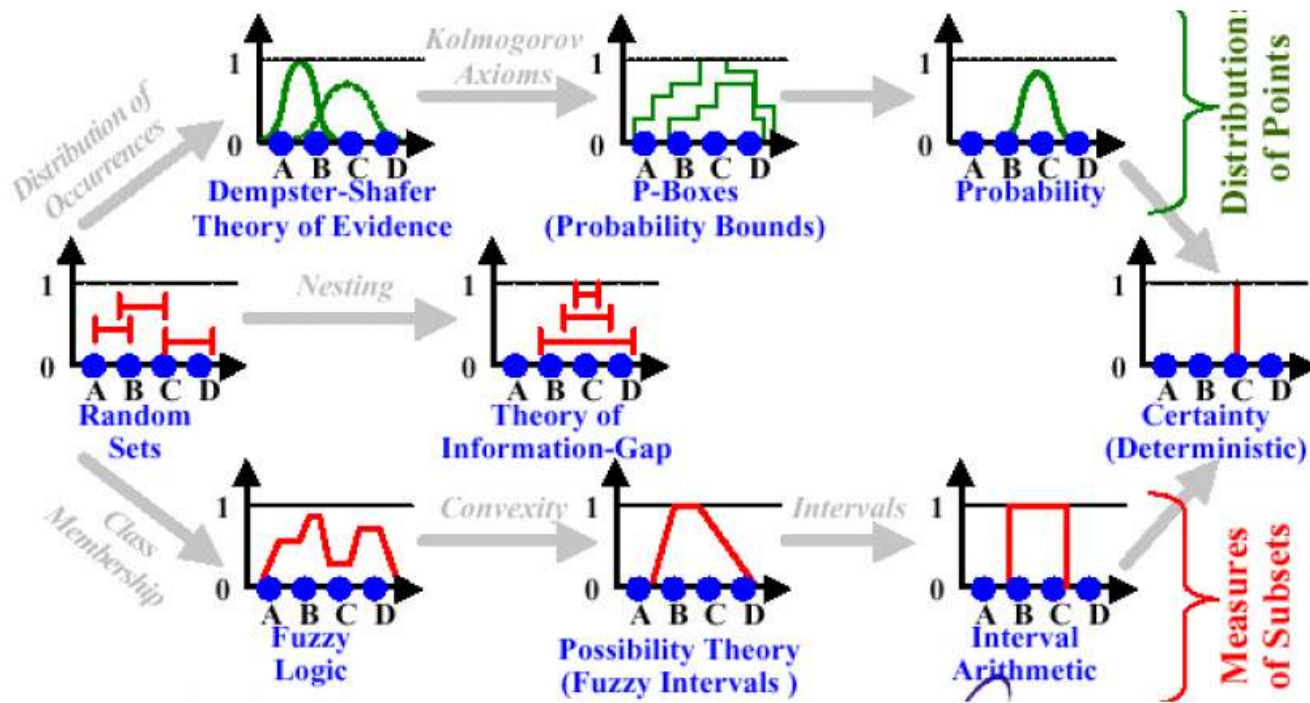 Distribution of
Occurrences
1
0
A B C D
Dempster-Shafer
Theory of Evidence
Kolmogorov
Axioms
1
0
A B C D
P-Boxes
(Probability Bounds)
1
0
A B C D
Probability
Distribution
of Points
1
0
A B C D
Random
Sets
Nesting
1
0
A B C D
Theory of
Information-Gap
1
0
A B C D
Certainty
(Deterministic)
Class
Membership
1
0
A B C D
Fuzzy
Logic
Convexity
1
0
A B C D
Possibility Theory
(Fuzzy Intervals )
Intervals
1
0
A B C D
Interval
Arithmetic
Measures
of Subsets